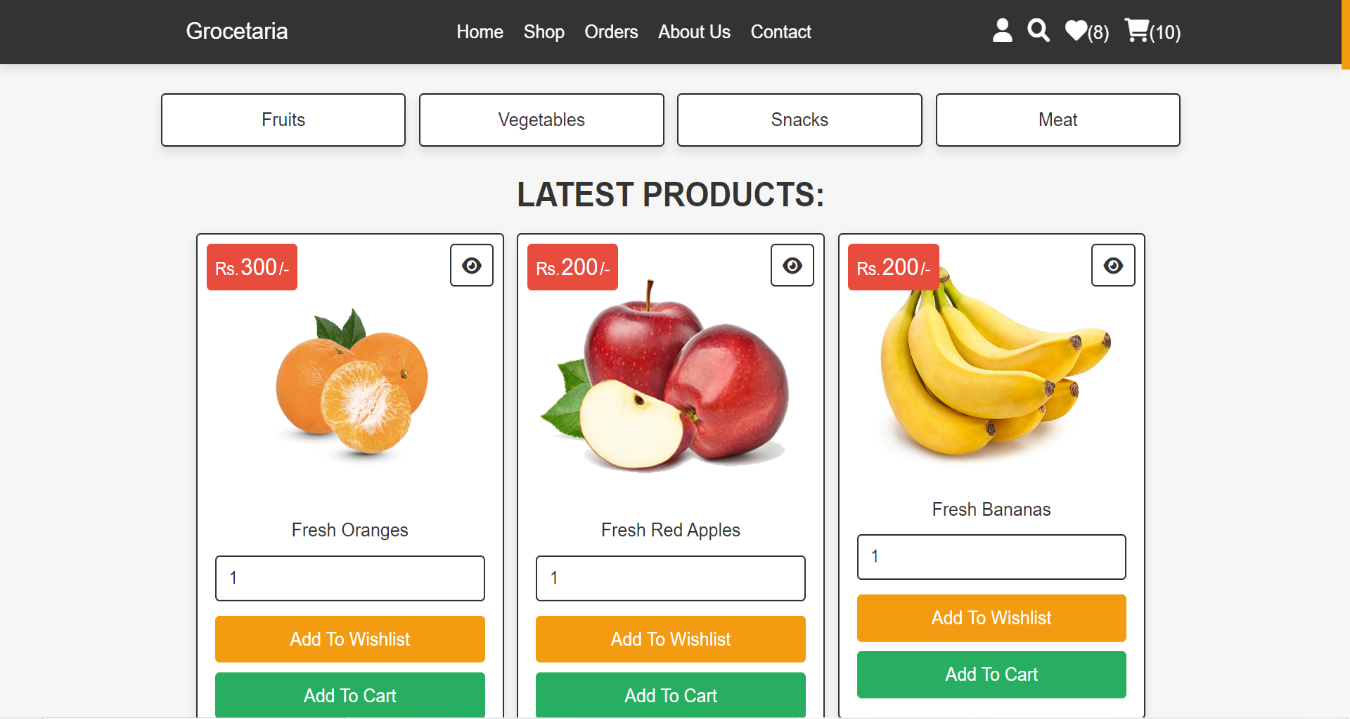 Grocetaria
Home Shop Orders About Us Contact
(8) (10)
Fruits
Vegetables
Snacks
Meat
LATEST PRODUCTS:
Rs.300/-
Fresh Oranges
1
Add To Wishlist
Add To Cart
Rs.200/-
Fresh Red Apples
1
Add To Wishlist
Add To Cart
Rs.200/-
Fresh Bananas
1
Add To Wishlist
Add To Cart